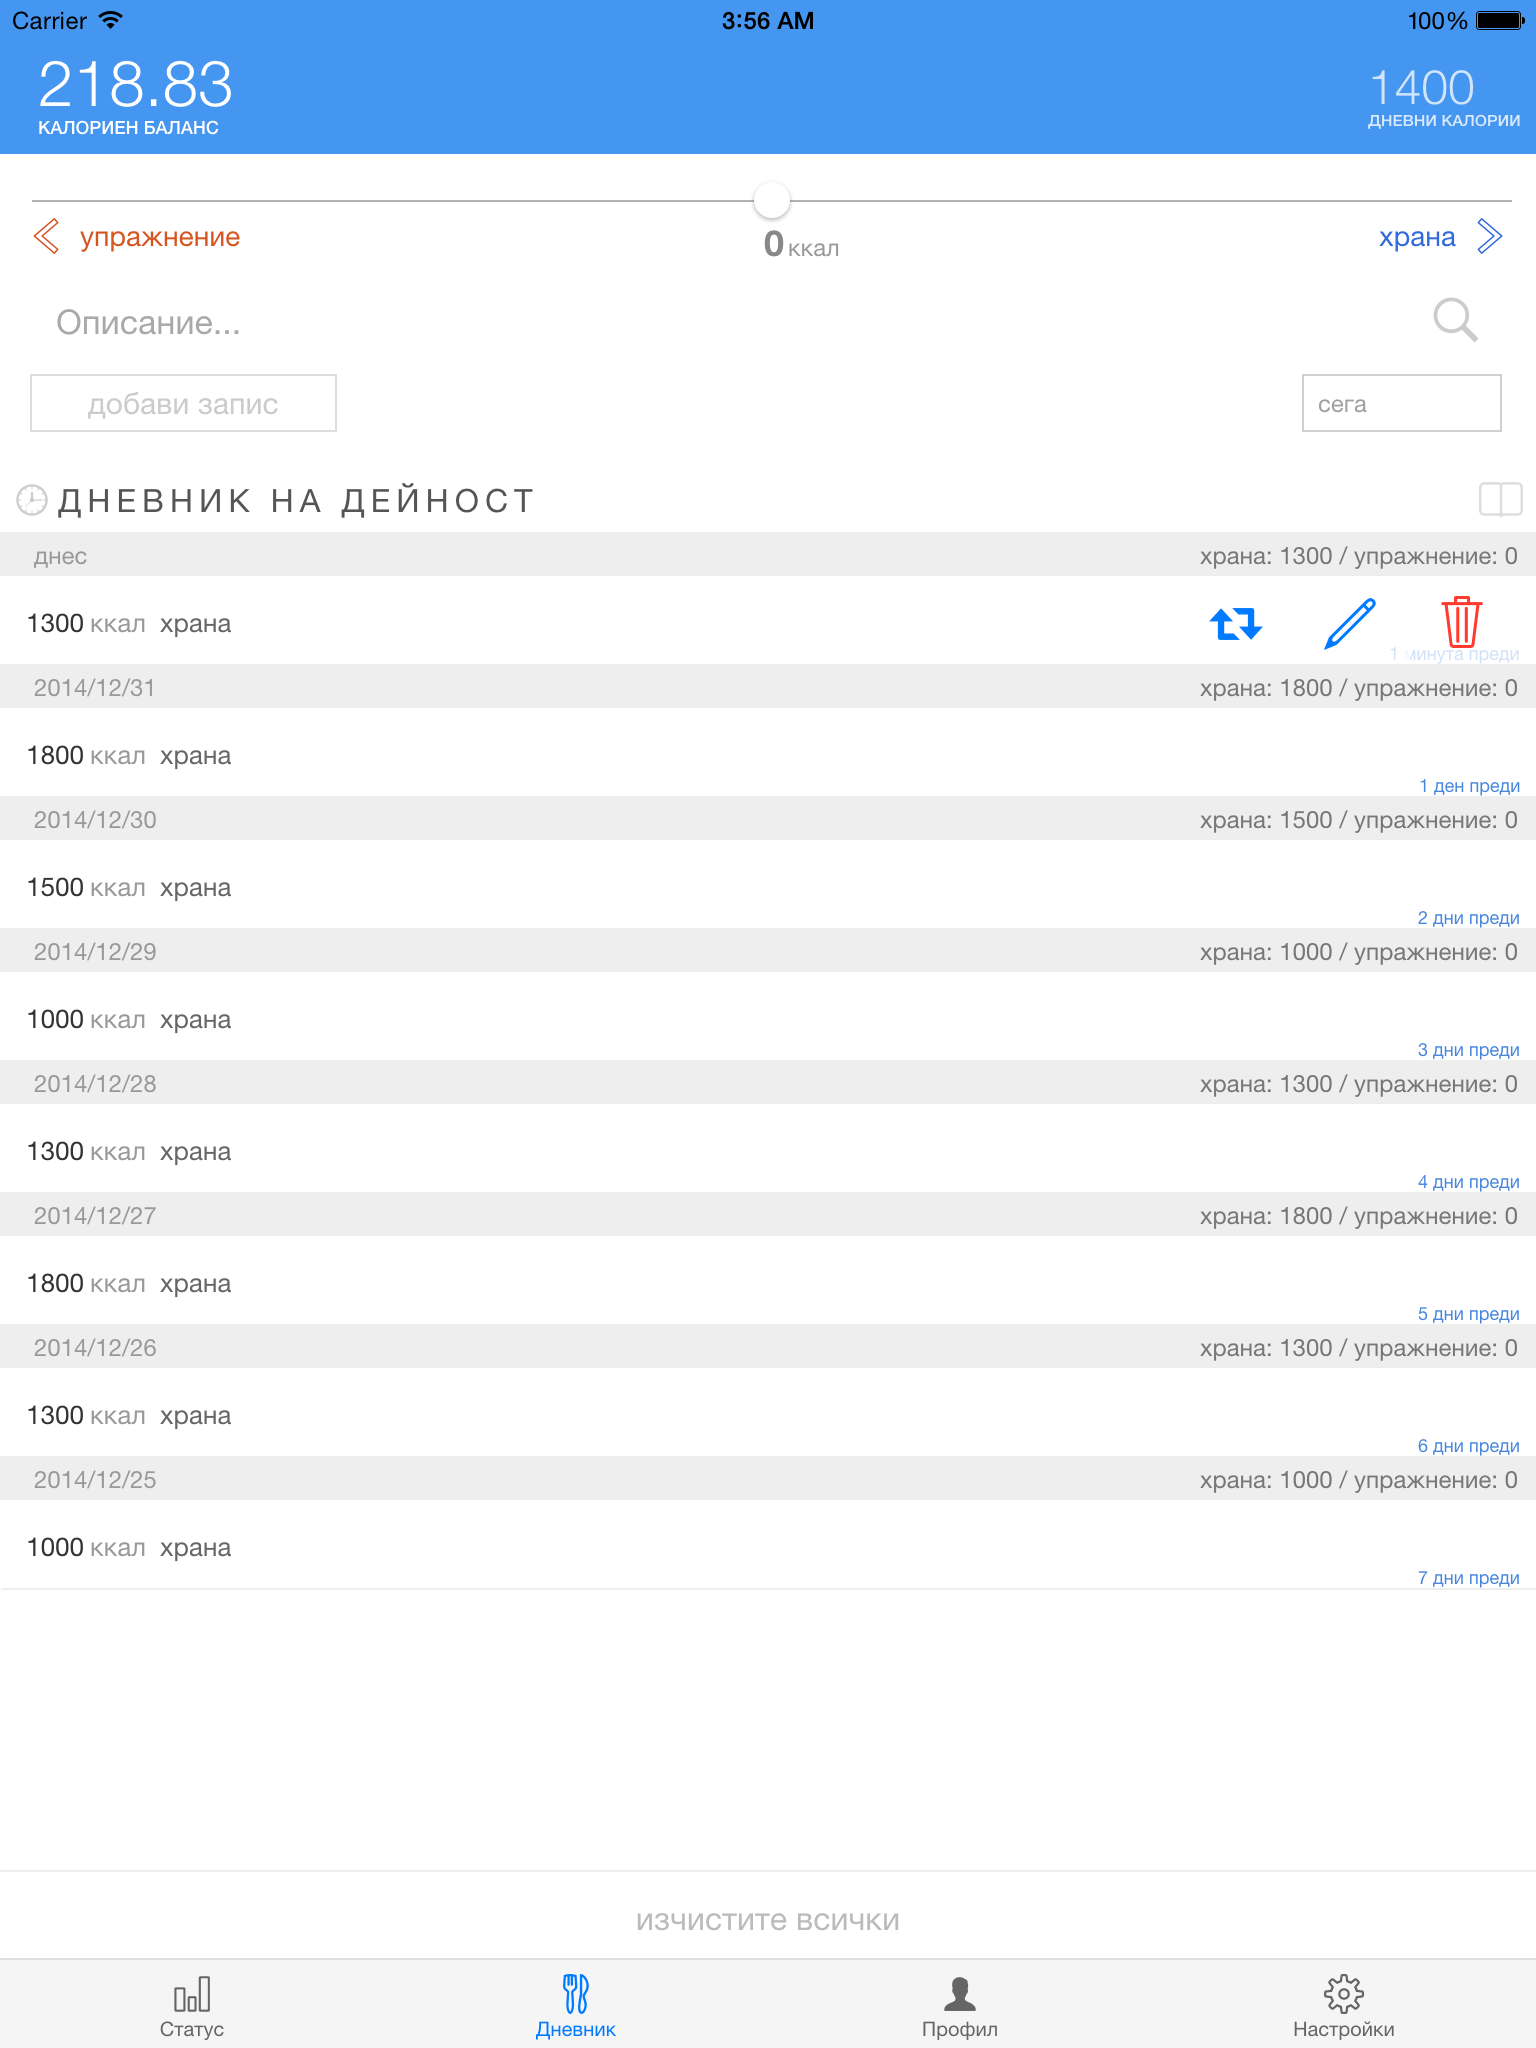 Carrier 3:56 AM 100%
218.83 1400
КАЛОРИЕН БАЛАНС ДНЕВНИ КАЛОРИИ
упражнение 0 ккал храна
Описание...
добави запис сега
ДНЕВНИК НА ДЕЙНОСТ
днес храна: 1300 / упражнение: 0
1300 ккал храна
1 минута преди
2014/12/31 храна: 1800 / упражнение: 0
1800 ккал храна
1 ден преди
2014/12/30 храна: 1500 / упражнение: 0
1500 ккал храна
2 дни преди
2014/12/29 храна: 1000 / упражнение: 0
1000 ккал храна
3 дни преди
2014/12/28 храна: 1300 / упражнение: 0
1300 ккал храна
4 дни преди
2014/12/27 храна: 1800 / упражнение: 0
1800 ккал храна
5 дни преди
2014/12/26 храна: 1300 / упражнение: 0
1300 ккал храна
6 дни преди
2014/12/25 храна: 1000 / упражнение: 0
1000 ккал храна
7 дни преди
изчистите всички
Статус Дневник Профил Настройки